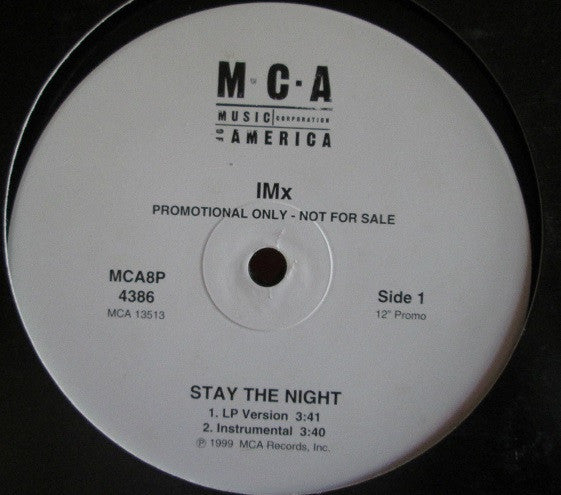 M·C·A
MUSIC CORPORATION
OF AMERICA
IMx
PROMOTIONAL ONLY - NOT FOR SALE
MCA8P
4386
MCA 13513
Side 1
12" Promo
STAY THE NIGHT
1. LP Version 3:41
2. Instrumental 3:40
℗ 1999 MCA Records, Inc.